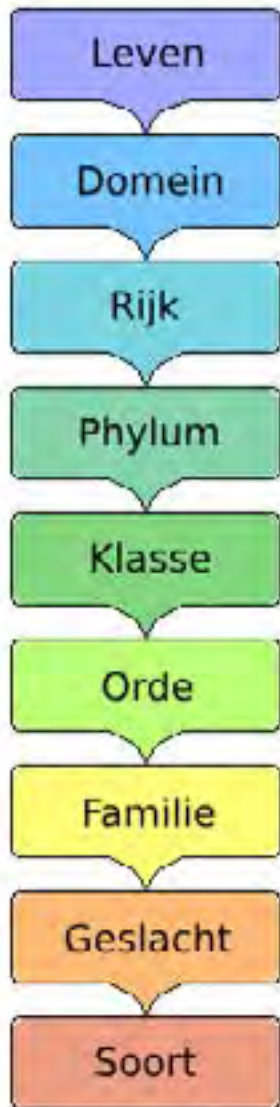 Leven
Domein
Rijk
Phylum
Klasse
Orde
Familie
Geslacht
Soort